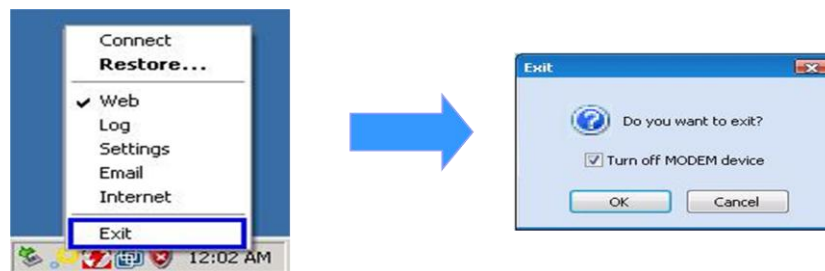 Connect
Restore...
Web
Log
Settings
Email
Internet
Exit
12:02 AM
Exit
Do you want to exit?
Turn off MODEM device
OK
Cancel